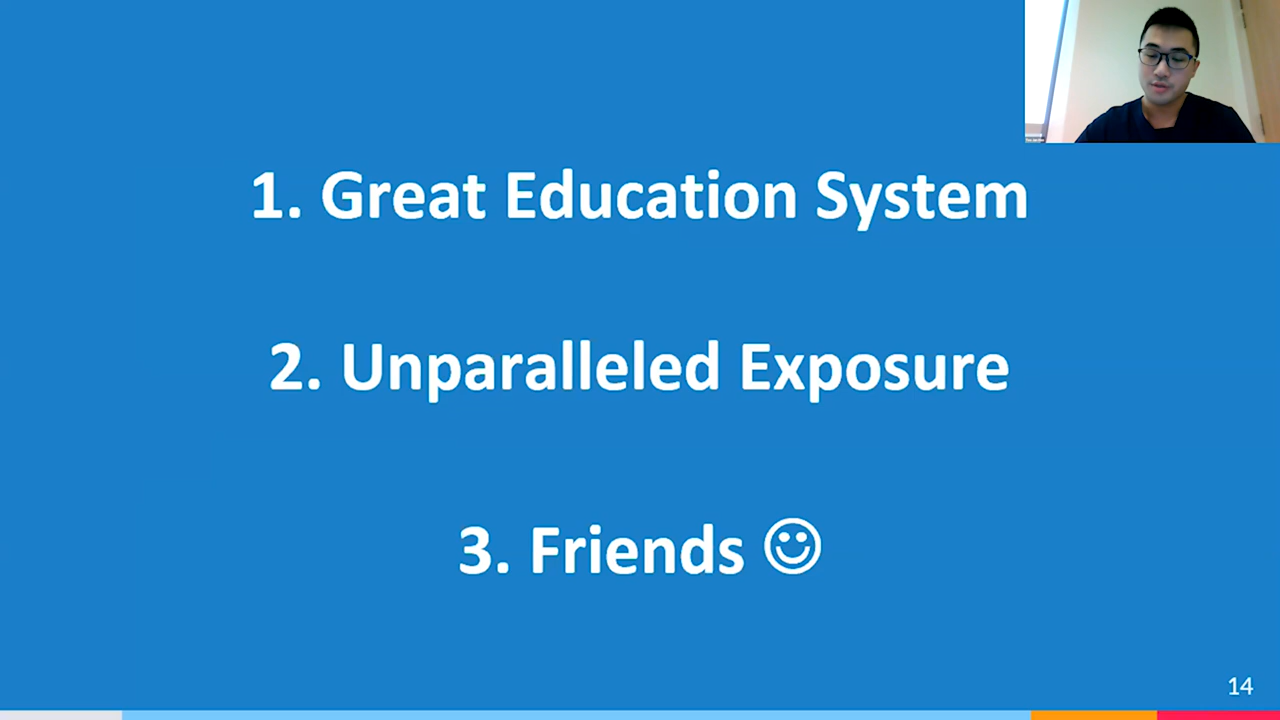 1. Great Education System
2. Unparalleled Exposure
3. Friends ☺
14